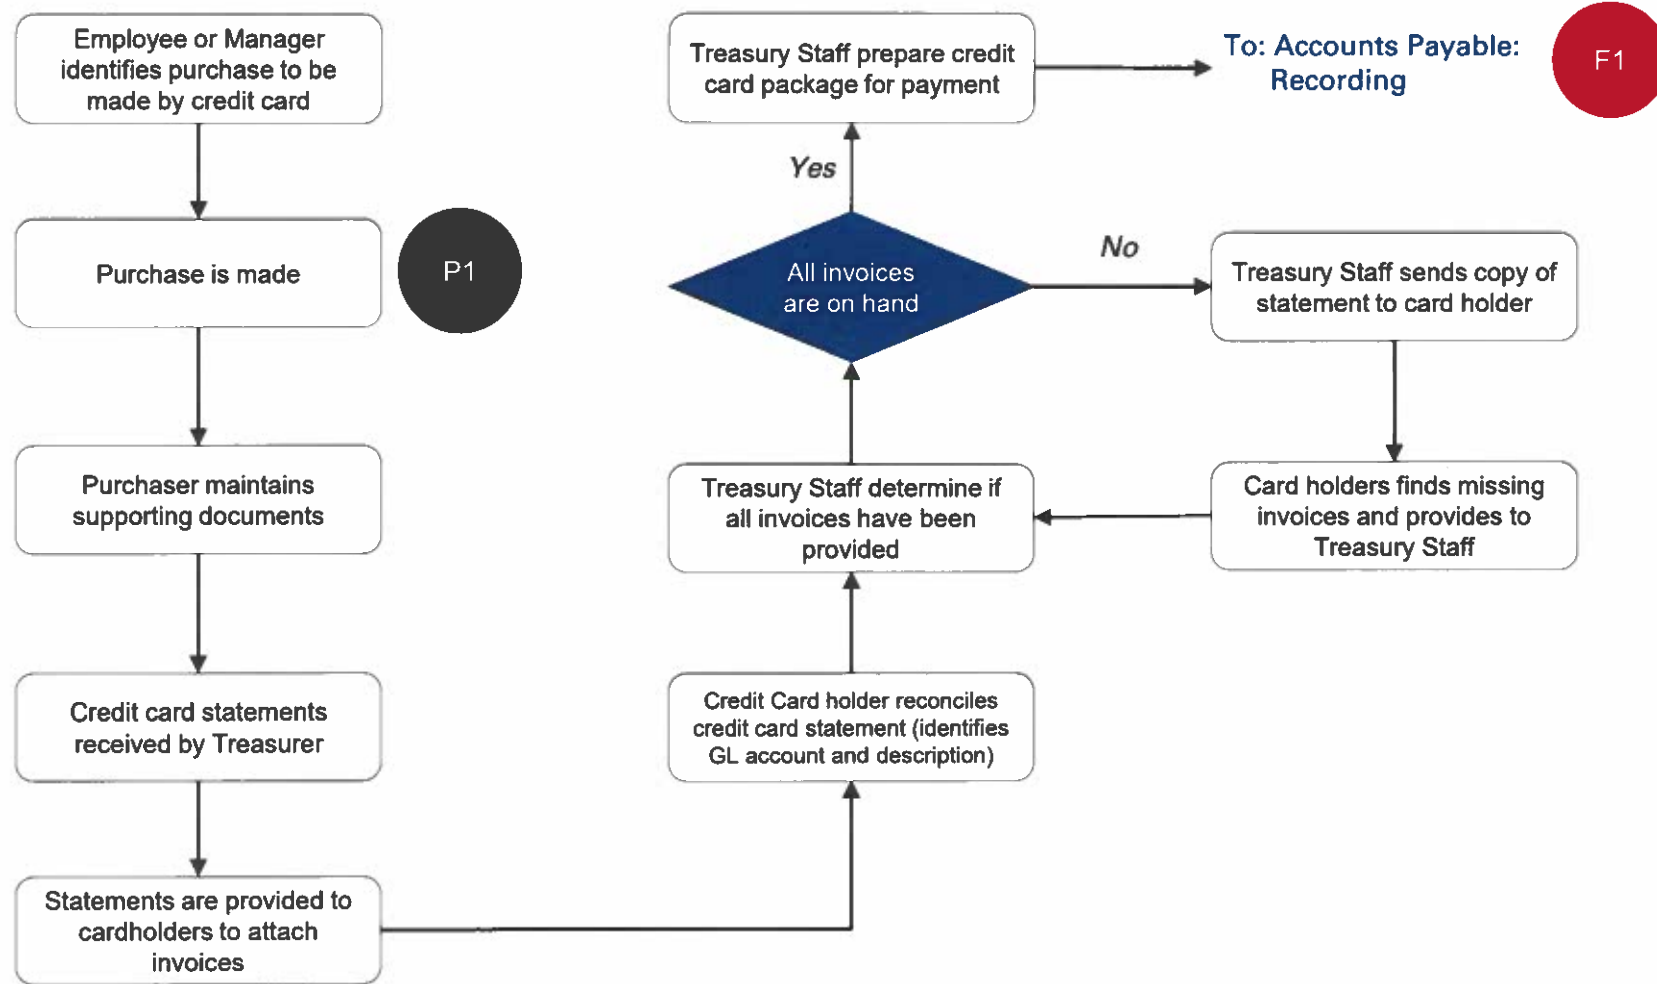 Employee or Manager
identifies purchase to be
made by credit card
Purchase is made
P1
Purchaser maintains
supporting documents
Credit card statements
received by Treasurer
Statements are provided to
cardholders to attach
invoices
Credit Card holder reconciles
credit card statement (identifies
GL account and description)
Treasury Staff determine if
all invoices have been
provided
All invoices
are on hand
Yes
No
Treasury Staff prepare credit
card package for payment
To: Accounts Payable:
Recording
F1
Treasury Staff sends copy of
statement to card holder
Card holders finds missing
invoices and provides to
Treasury Staff